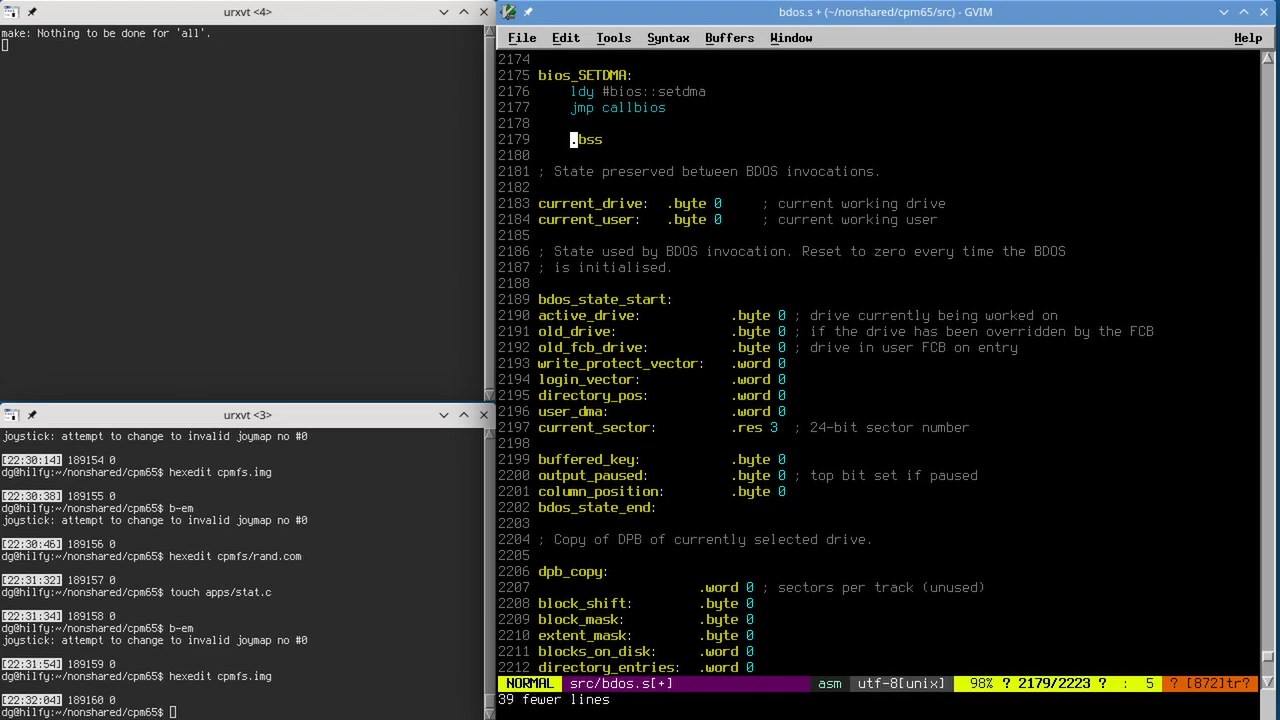 urxvt <4>
make: Nothing to be done for 'all'.
urxvt <3>
joystick: attempt to change to invalid joymap no #0
[22:30:14] 189154 0
dg@hilfy:~/nonshared/cpm65$ hexedit cpmfs.img
[22:30:38] 189155 0
dg@hilfy:~/nonshared/cpm65$ b-em
joystick: attempt to change to invalid joymap no #0
[22:30:46] 189156 0
dg@hilfy:~/nonshared/cpm65$ hexedit cpmfs/rand.com
[22:31:32] 189157 0
dg@hilfy:~/nonshared/cpm65$ touch apps/stat.c
[22:31:34] 189158 0
dg@hilfy:~/nonshared/cpm65$ b-em
joystick: attempt to change to invalid joymap no #0
[22:31:54] 189159 0
dg@hilfy:~/nonshared/cpm65$ hexedit cpmfs.img
[22:32:04] 189160 0
dg@hilfy:~/nonshared/cpm65$
bdos.s + (~/nonshared/cpm65/src) - GVIM
File Edit Tools Syntax Buffers Window Help
2174
2175 bios_SETDMA:
2176 ldy #bios::setdma
2177 jmp callbios
2178
2179 .bss
2180
2181 ; State preserved between BDOS invocations.
2182
2183 current_drive: .byte 0 ; current working drive
2184 current_user: .byte 0 ; current working user
2185
2186 ; State used by BDOS invocation. Reset to zero every time the BDOS
2187 ; is initialised.
2188
2189 bdos_state_start:
2190 active_drive: .byte 0 ; drive currently being worked on
2191 old_drive: .byte 0 ; if the drive has been overridden by the FCB
2192 old_fcb_drive: .byte 0 ; drive in user FCB on entry
2193 write_protect_vector: .word 0
2194 login_vector: .word 0
2195 directory_pos: .word 0
2196 user_dma: .word 0
2197 current_sector: .res 3 ; 24-bit sector number
2198
2199 buffered_key: .byte 0
2200 output_paused: .byte 0 ; top bit set if paused
2201 column_position: .byte 0
2202 bdos_state_end:
2203
2204 ; Copy of DPB of currently selected drive.
2205
2206 dpb_copy:
2207 .word 0 ; sectors per track (unused)
2208 block_shift: .byte 0
2209 block_mask: .byte 0
2210 extent_mask: .byte 0
2211 blocks_on_disk: .word 0
2212 directory_entries: .word 0
NORMAL src/bdos.s[+] asm utf-8[unix] 98% ? 2179/2223 ? : 5 ? [872]tr?
39 fewer lines